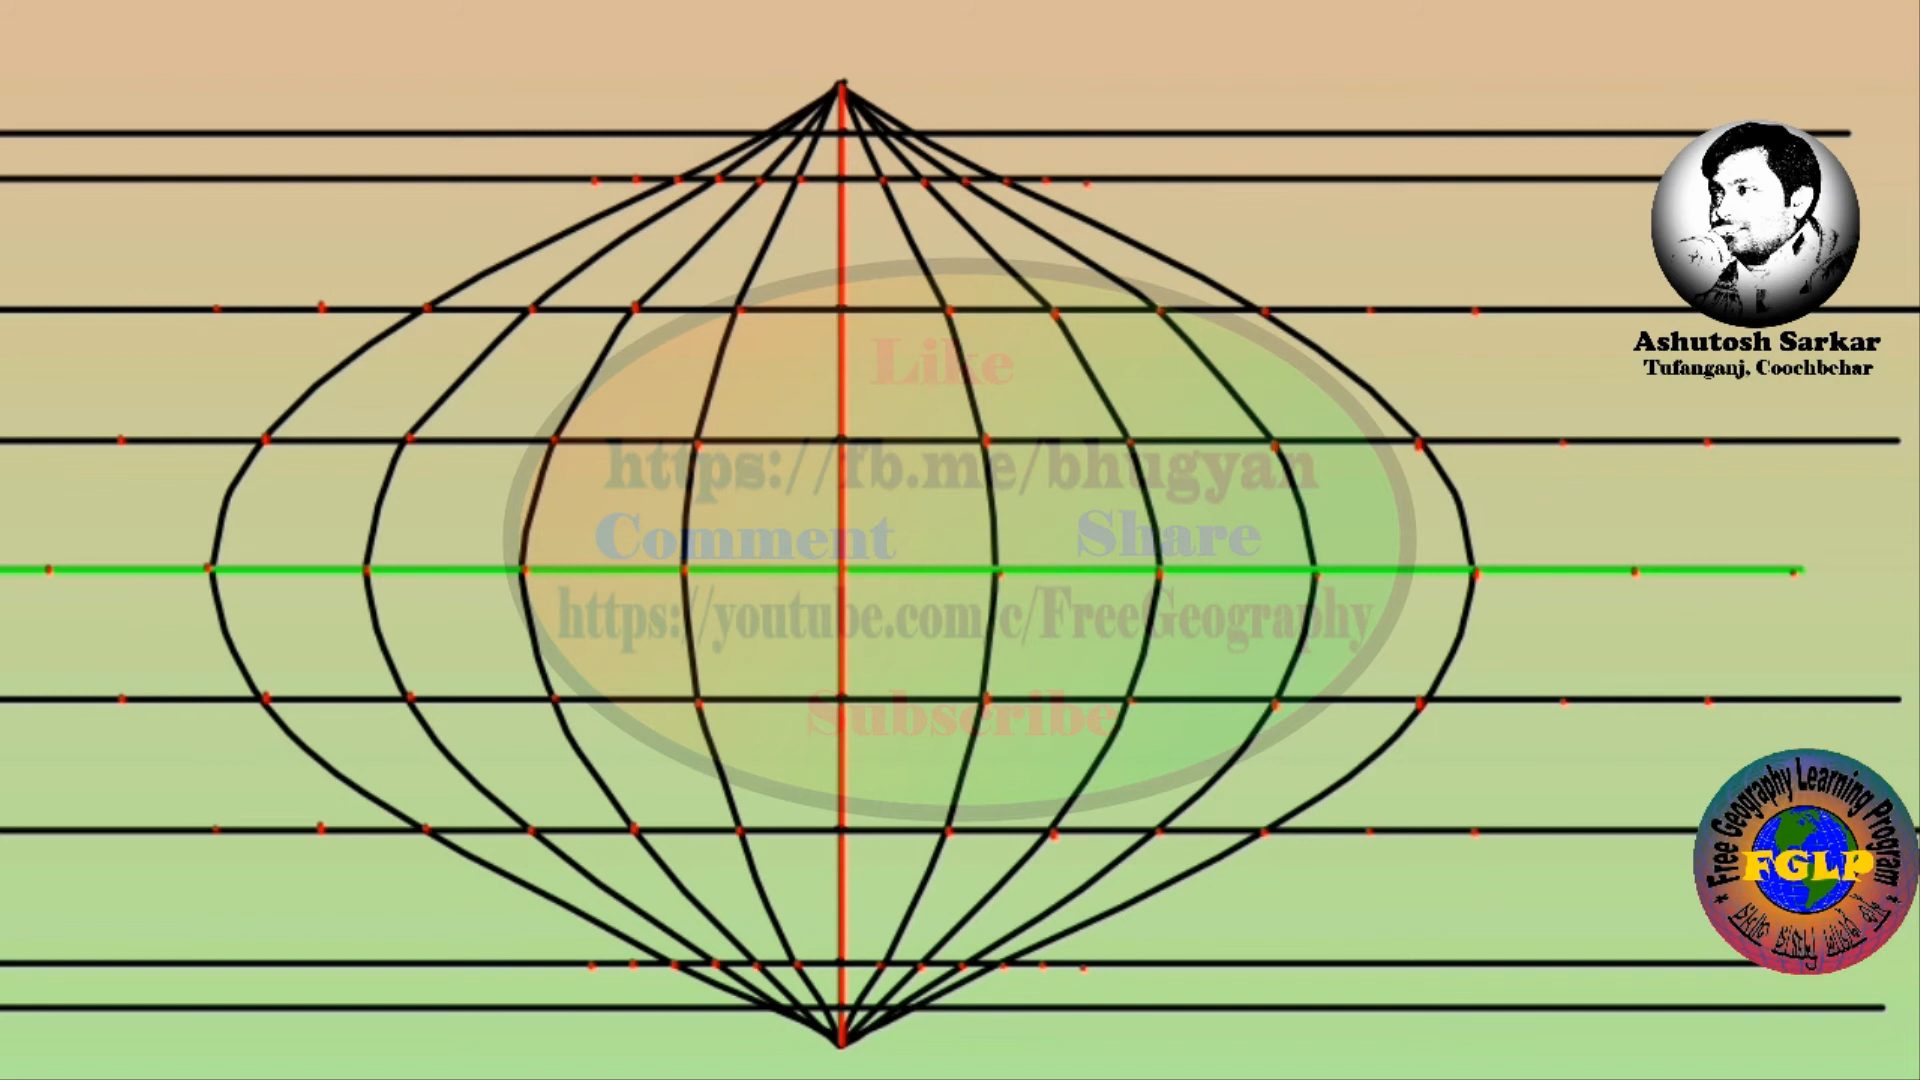 Like
https://fb.me/bhugyan
Comment Share
https://youtube.com/c/FreeGeography
Subscribe
Ashutosh Sarkar
Tufanganj, Coochbehar
* Free Geography Learning Program *
FGLP